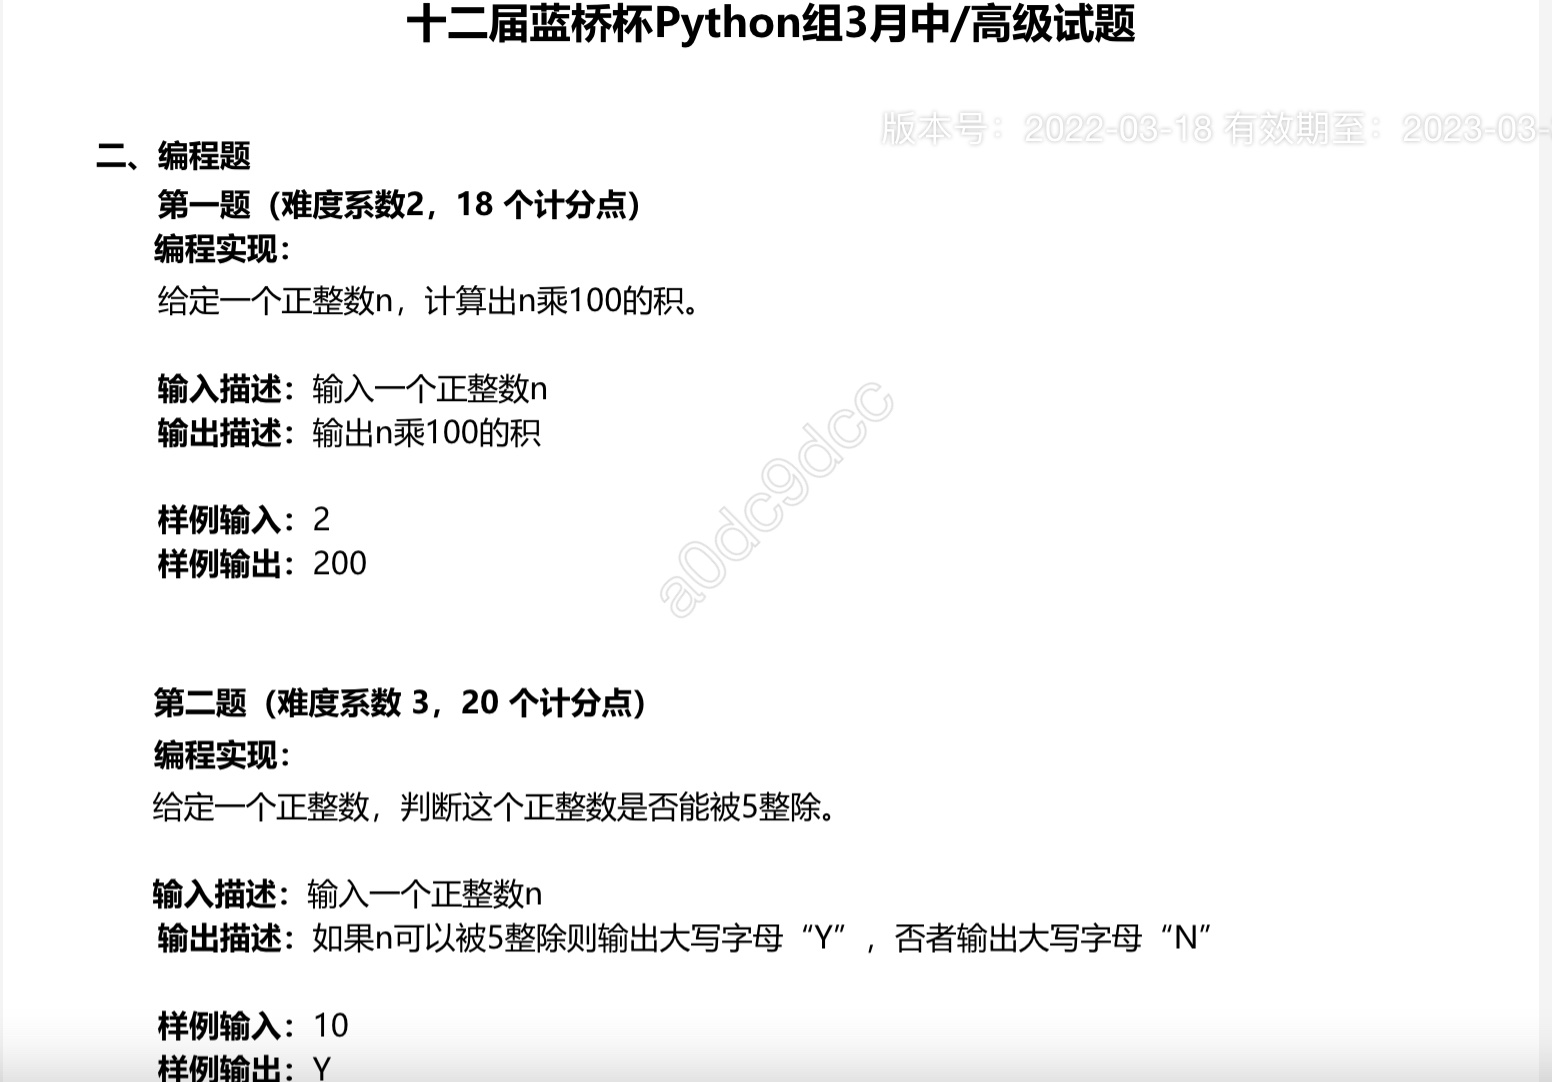 十二届蓝桥杯Python组3月中/高级试题
版本号：2022-03-18 有效期至：2023-03-
二、编程题
第一题（难度系数2，18 个计分点）
编程实现：
给定一个正整数n，计算出n乘100的积。
输入描述：输入一个正整数n
输出描述：输出n乘100的积
a0dc9dcc
样例输入：2
样例输出：200
第二题（难度系数 3，20 个计分点）
编程实现：
给定一个正整数，判断这个正整数是否能被5整除。
输入描述：输入一个正整数n
输出描述：如果n可以被5整除则输出大写字母“Y”，否者输出大写字母“N”
样例输入：10
样例输出：Y